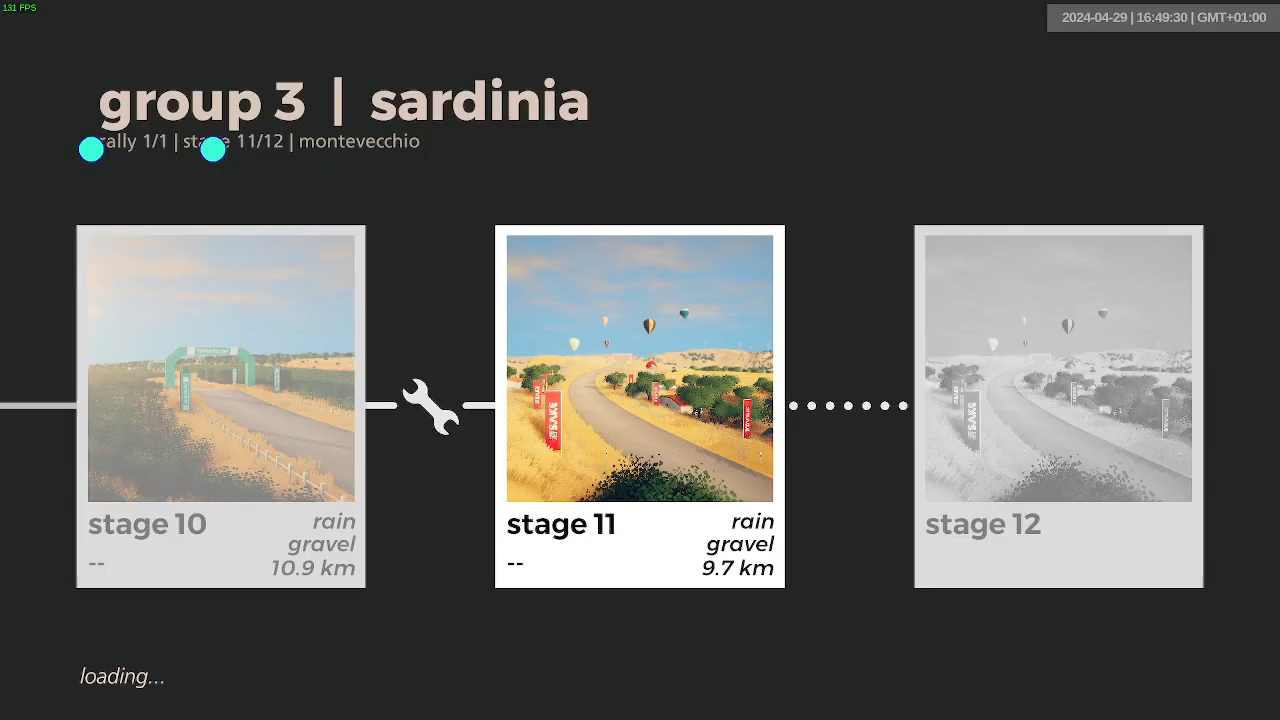 131 FPS
2024-04-29 | 16:49:30 | GMT+01:00
group 3 | sardinia
rally 1/1 | stage 11/12 | montevecchio
SAKE
stage 10
rain
gravel
--
10.9 km
stage 11
rain
gravel
--
9.7 km
stage 12
loading...